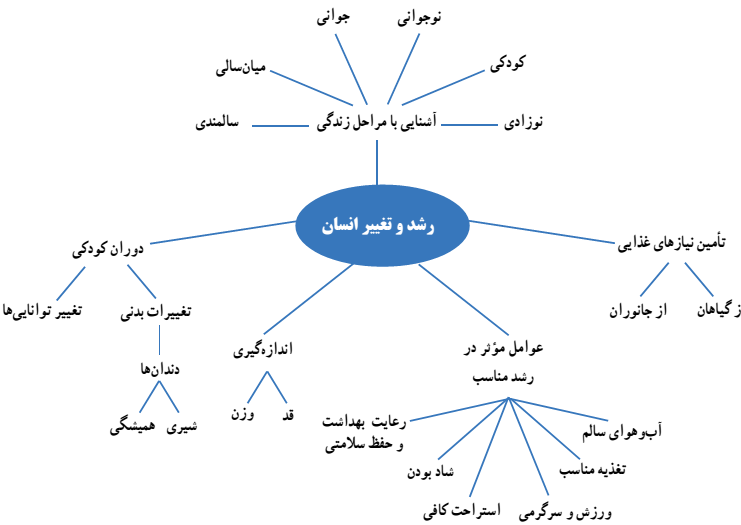 نوجوانی
جوانی
کودکی
میان‌سالی
نوزادی
آشنایی با مراحل زندگی
سالمندی
رشد و تغییر انسان
تأمین نیازهای غذایی
ز گیاهان
از جانوران
عوامل مؤثر در
رشد مناسب
آب‌وهوای سالم
تغذیه مناسب
ورزش و سرگرمی
استراحت کافی
شاد بودن
رعایت بهداشت
و حفظ سلامتی
اندازه‌گیری
قد
وزن
دوران کودکی
تغییرات بدنی
تغییر توانایی‌ها
دندان‌ها
شیری
همیشگی